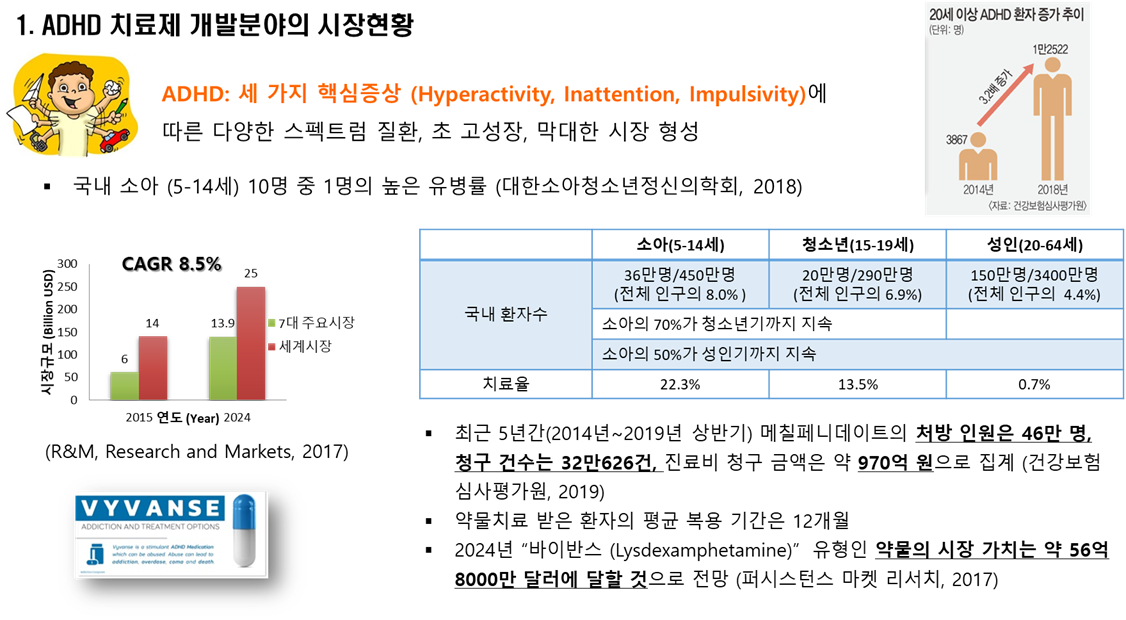 1. ADHD 치료제 개발분야의 시장현황
20세 이상 ADHD 환자 증가 추이
(단위: 명)
1만2522
3.2배 증가
3867
2014년
2018년
〈자료: 건강보험심사평가원〉
ADHD: 세 가지 핵심증상 (Hyperactivity, Inattention, Impulsivity)에
따른 다양한 스펙트럼 질환, 초 고성장, 막대한 시장 형성
▪ 국내 소아 (5-14세) 10명 중 1명의 높은 유병률 (대한소아청소년정신의학회, 2018)
CAGR 8.5%
시장규모 (Billion USD)
300
250
200
150
100
50
0
6
14
13.9
25
7대 주요시장
세계시장
2015 연도 (Year) 2024
(R&M, Research and Markets, 2017)
VYVANSE
ADDICTION AND TREATMENT OPTIONS
Vyvanse is a stimulant ADHD Medication
which can be abused. Abuse can lead to
addiction, overdose, coma and death.
소아(5-14세) 청소년(15-19세) 성인(20-64세)
국내 환자수
36만명/450만명
(전체 인구의 8.0% )
20만명/290만명
(전체 인구의 6.9%)
150만명/3400만명
(전체 인구의 4.4%)
소아의 70%가 청소년기까지 지속
소아의 50%가 성인기까지 지속
치료율 22.3% 13.5% 0.7%
▪ 최근 5년간(2014년~2019년 상반기) 메칠페니데이트의 처방 인원은 46만 명,
청구 건수는 32만626건, 진료비 청구 금액은 약 970억 원으로 집계 (건강보험
심사평가원, 2019)
▪ 약물치료 받은 환자의 평균 복용 기간은 12개월
▪ 2024년 “바이반스 (Lysdexamphetamine)” 유형인 약물의 시장 가치는 약 56억
8000만 달러에 달할 것으로 전망 (퍼시스턴스 마켓 리서치, 2017)